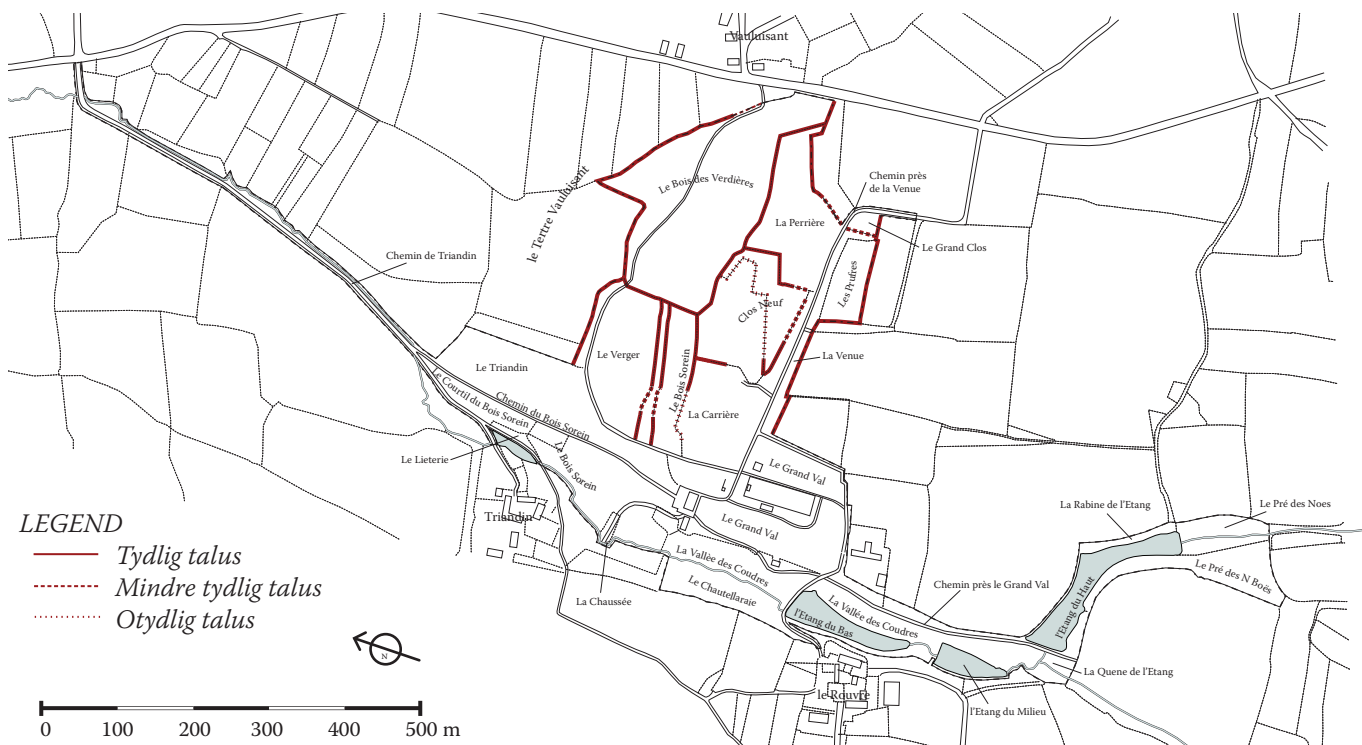 Vauluisant
le Tertre Vauluisant
Le Bois des Verdières
Chemin près
de la Venue
La Perrière
Le Grand Clos
Chemin de Triandin
Les Prufres
Clos Neuf
Le Verger
La Venue
Le Triandin
Le Bois Sorein
Le Courtil du Bois Sorein
Chemin du Bois Sorein
La Carrière
Le Lieterie
Le Bois Sorein
Le Grand Val
Triandin
Le Grand Val
La Rabine de l'Etang
Le Pré des Noes
La Vallée des Coudres
Le Chautellaraie
Chemin près le Grand Val
Le Pré des N Boës
La Chaussée
La Vallée des Coudres
l'Etang du Haut
l'Etang du Bas
La Quene de l'Etang
le Rouvre
l'Etang du Milieu
LEGEND
Tydlig talus
Mindre tydlig talus
Otydlig talus
N
0 100 200 300 400 500 m